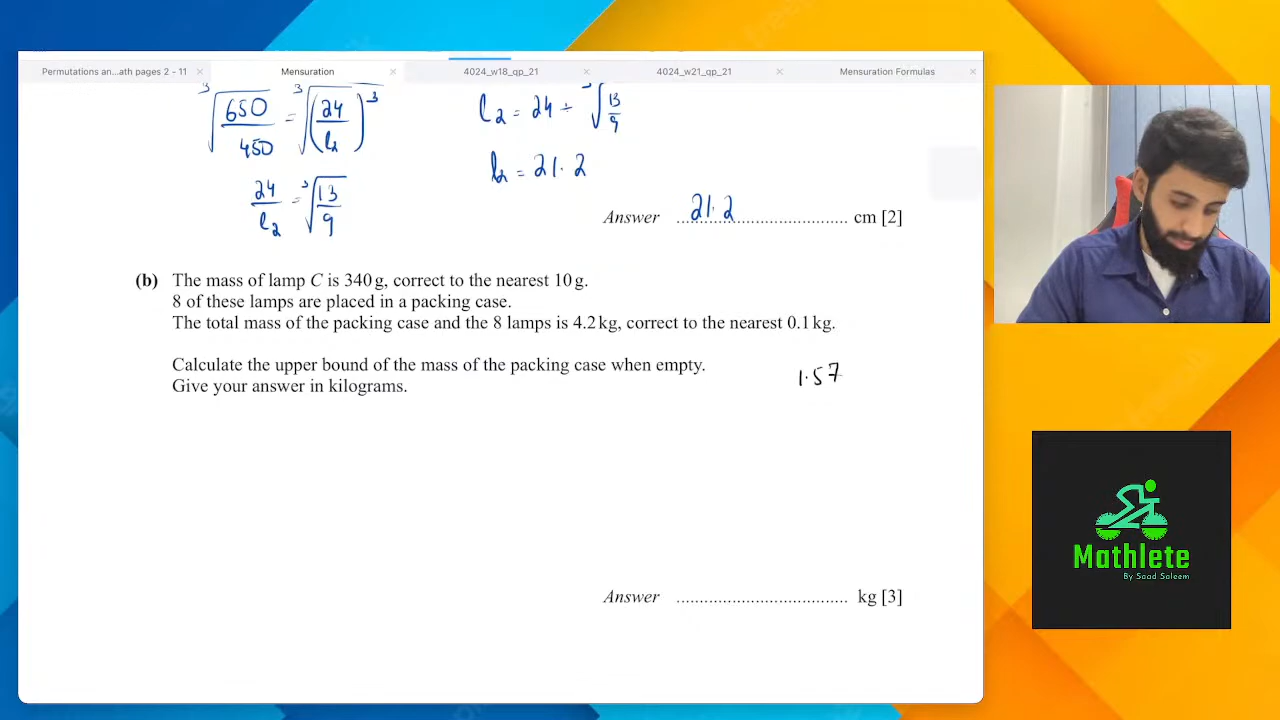 Permutations an...ath pages 2 - 11
Mensuration
4024_w18_qp_21
4024_w21_qp_21
Mensuration Formulas
∛(650/450) = ∛(24/l₂)³
l₂ = 24 ÷ ∛(13/9)
l₂ = 21.2
24/l₂ = ∛(13/9)
Answer 21.2 cm [2]
(b) The mass of lamp C is 340 g, correct to the nearest 10 g.
8 of these lamps are placed in a packing case.
The total mass of the packing case and the 8 lamps is 4.2 kg, correct to the nearest 0.1 kg.
Calculate the upper bound of the mass of the packing case when empty.
Give your answer in kilograms.
1.57
Answer .................................... kg [3]
Mathlete
By Saad Saleem